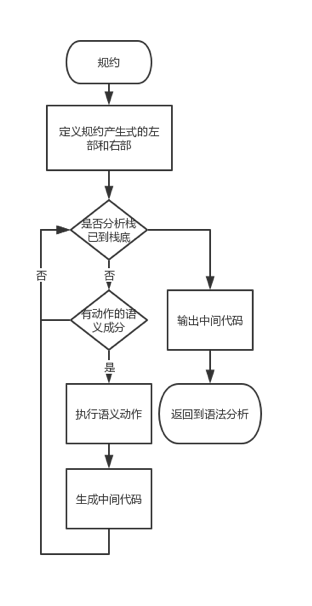 规约
定义规约产生式的左
部和右部
是否分析栈
已到栈底
否
否
有动作的语
义成分
输出中间代码
是
执行语义动作
返回到语法分析
生成中间代码